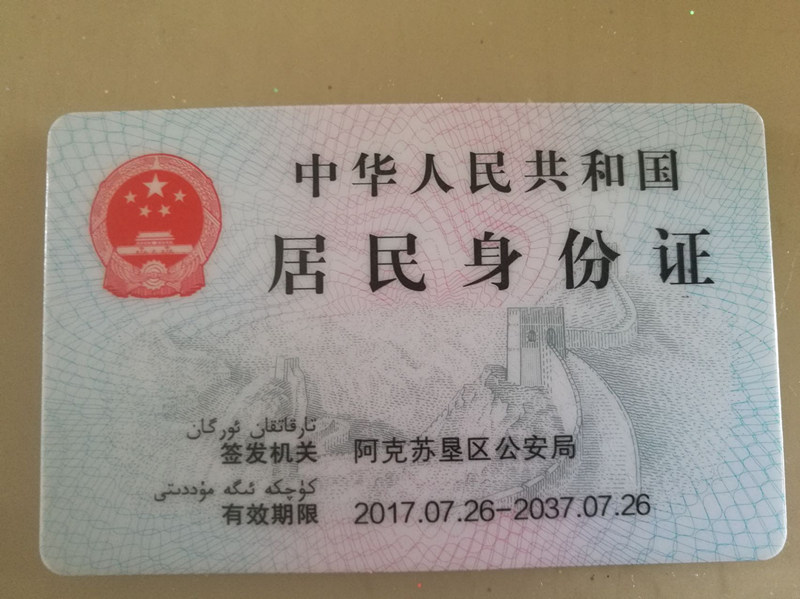 中华人民共和国
居民身份证
تارقاتقان ئورگان
签发机关 阿克苏垦区公安局
كۈچكە ئىگە مۇددىتى
有效期限 2017.07.26-2037.07.26